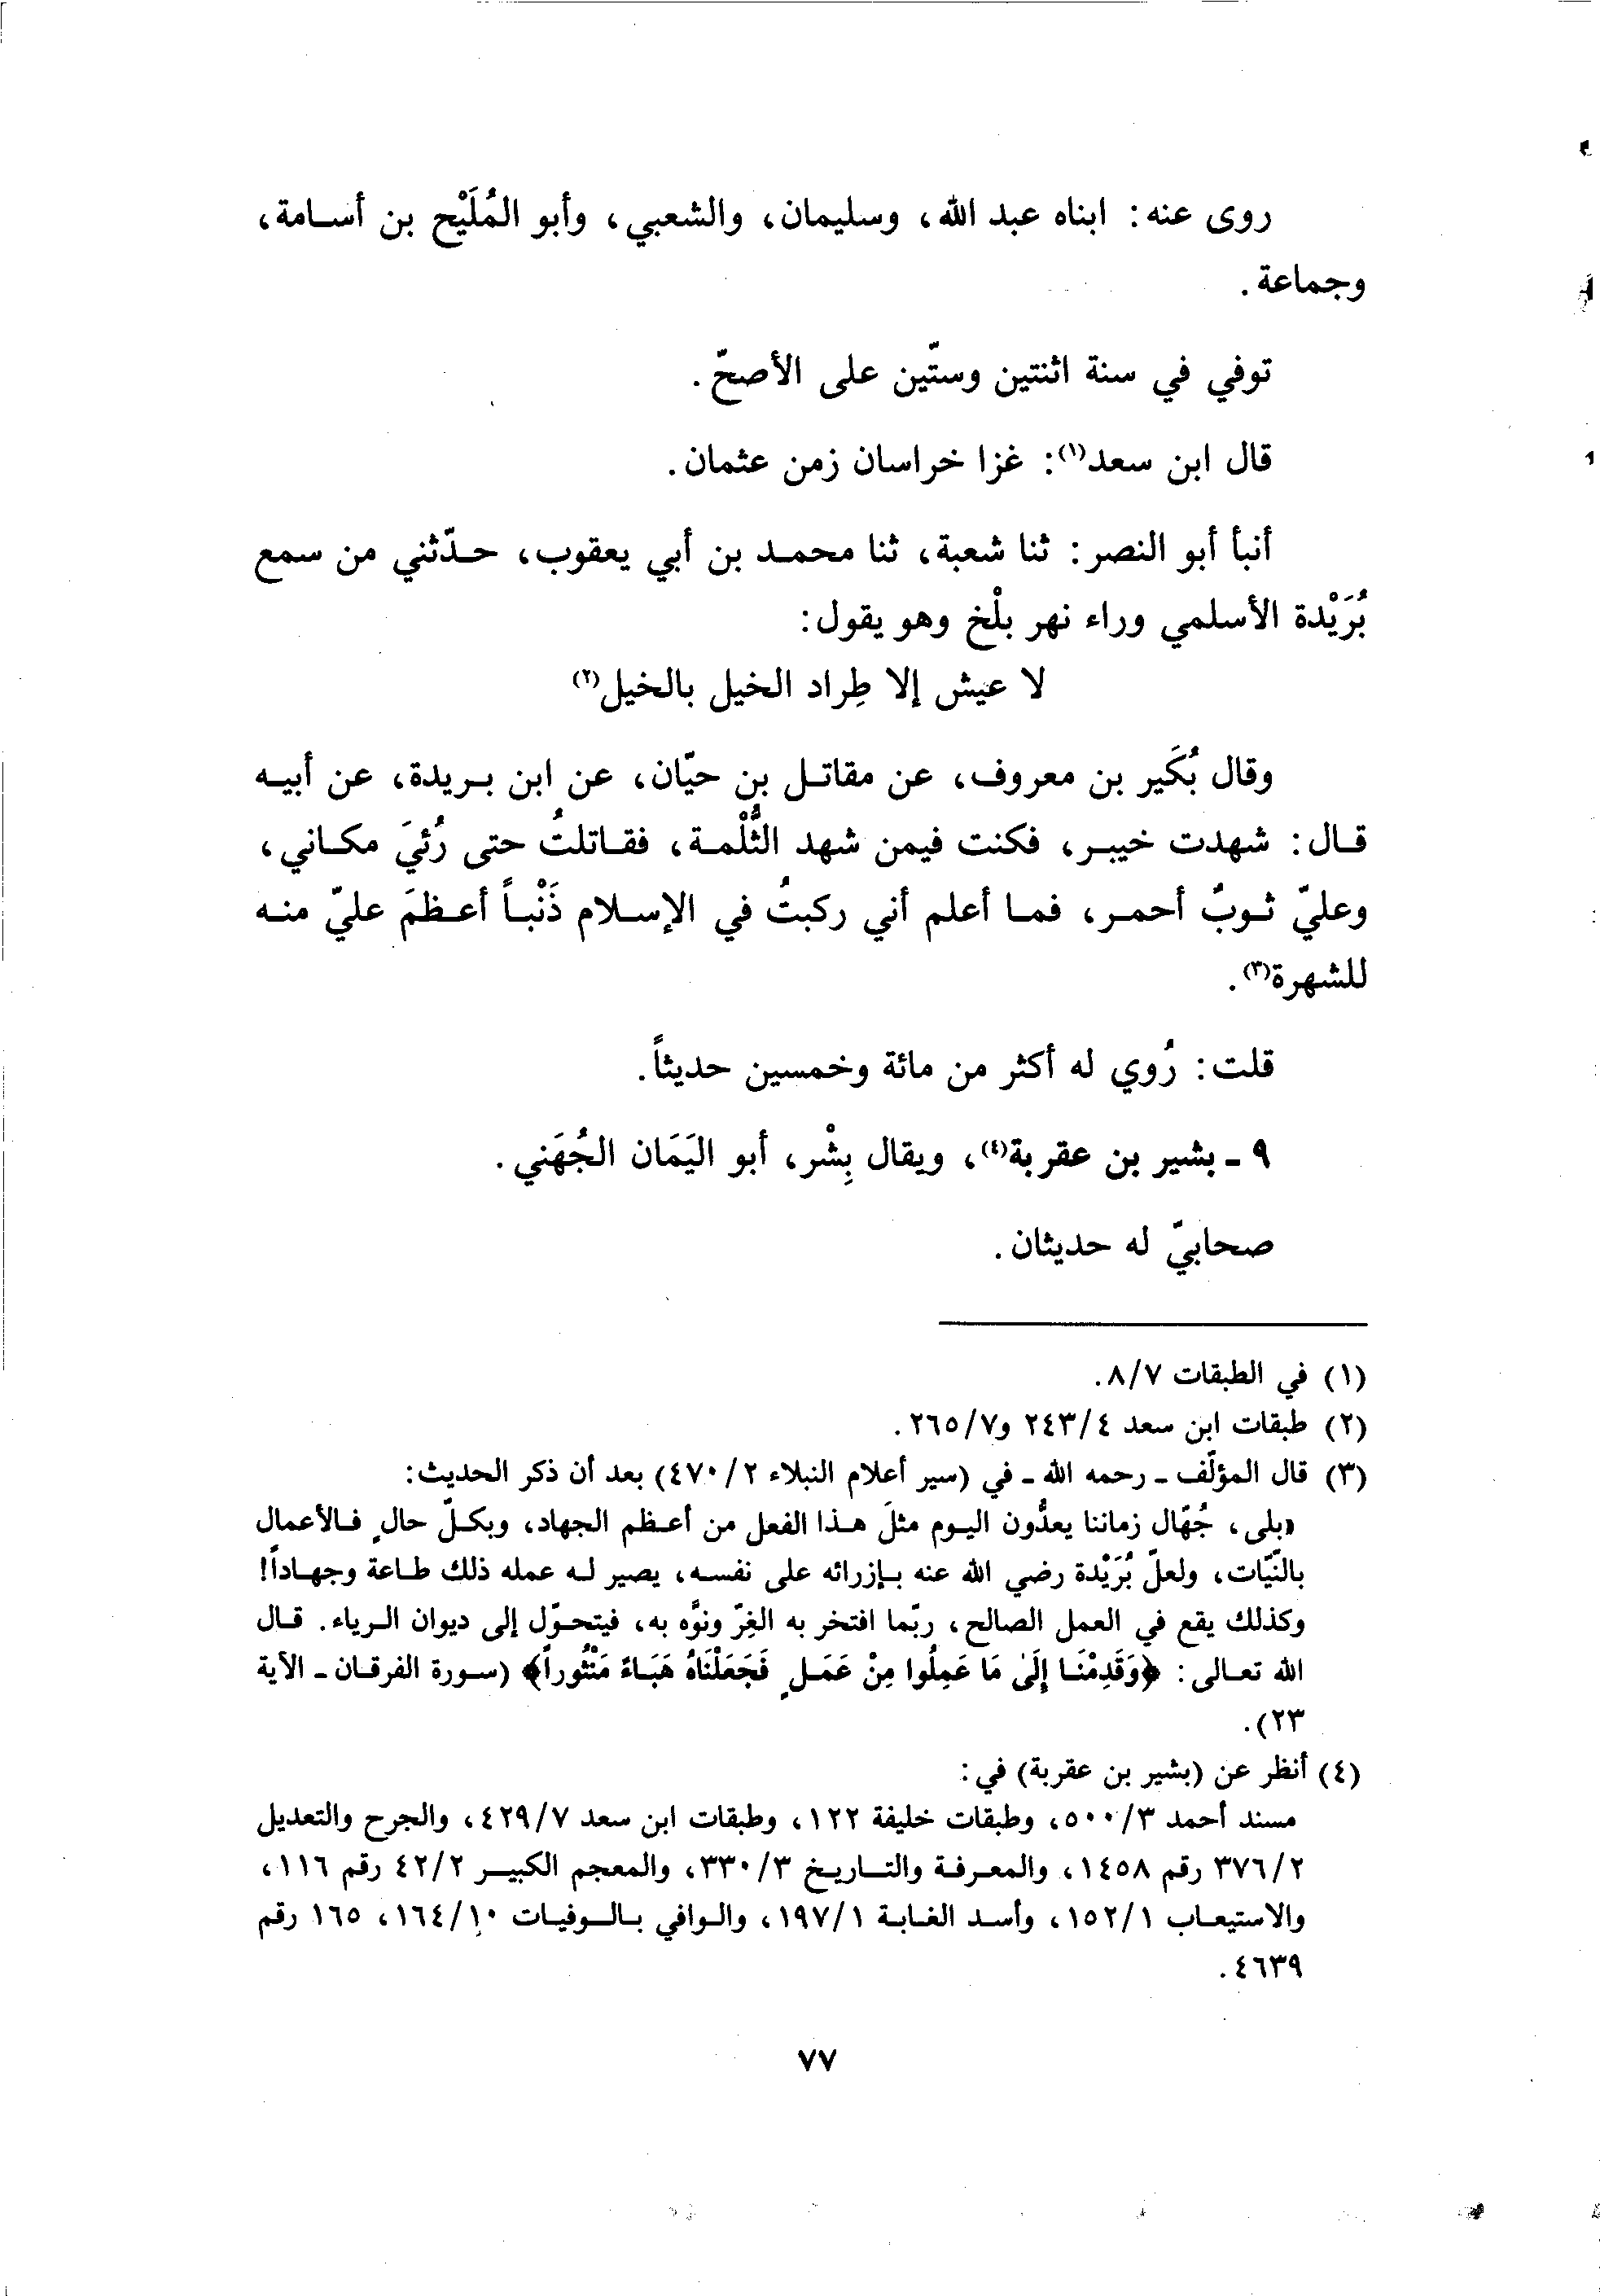 روى عنه: ابناه عبد الله، وسليمان، والشعبي، وأبو المُلَيْح بن أسامة،
وجماعة.
توفي في سنة اثنتين وستّين على الأصحّ.
قال ابن سعد(١): غزا خراسان زمن عثمان.
أنبأ أبو النصر: ثنا شعبة، ثنا محمد بن أبي يعقوب، حدّثني من سمع
بُرَيْدة الأسلمي وراء نهر بلْخ وهو يقول:
لا عيش إلا طِراد الخيل بالخيل(٢)
وقال بُكَير بن معروف، عن مقاتل بن حيّان، عن ابن بريدة، عن أبيه
قال: شهدت خيبر، فكنت فيمن شهد الثُّلْمة، فقاتلتُ حتى رُئيَ مكاني،
وعليّ ثوبٌ أحمر، فما أعلم أني ركبتُ في الإسلام ذَنْباً أعظمَ عليّ منه
للشهرة(٣).
قلت: رُوي له أكثر من مائة وخمسين حديثاً.
٩ - بشير بن عقربة(٤)، ويقال بِشْر، أبو اليَمَان الجُهَني.
صحابيّ له حديثان.
(١) في الطبقات ٨/٧.
(٢) طبقات ابن سعد ٢٤٣/٤ و٢٦٥/٧.
(٣) قال المؤلّف - رحمه الله - في (سير أعلام النبلاء ٤٧٠/٢) بعد أن ذكر الحديث:
«بلى، جُهّال زماننا يعدُّون اليوم مثلَ هذا الفعل من أعظم الجهاد، وبكلّ حالٍ فالأعمال
بالنّيّات، ولعلّ بُرَيْدة رضي الله عنه بإزرائه على نفسه، يصير له عمله ذلك طاعة وجهاداً!
وكذلك يقع في العمل الصالح، ربّما افتخر به الغِرّ ونوَّه به، فيتحوّل إلى ديوان الرياء. قال
الله تعالى: ﴿وَقَدِمْنَا إِلَىٰ مَا عَمِلُوا مِنْ عَمَلٍ فَجَعَلْنَاهُ هَبَاءً مَنْثُوراً﴾ (سورة الفرقان - الآية
٢٣).
(٤) أنظر عن (بشير بن عقربة) في:
مسند أحمد ٥٠٠/٣، وطبقات خليفة ١٢٢، وطبقات ابن سعد ٤٢٩/٧، والجرح والتعديل
٣٧٦/٢ رقم ١٤٥٨، والمعرفة والتاريخ ٣٣٠/٣، والمعجم الكبير ٤٢/٢ رقم ١١٦،
والاستيعاب ١٥٢/١، وأسد الغابة ١٩٧/١، والوافي بالوفيات ١٦٤/١٠، ١٦٥ رقم
٤٦٣٩.
٧٧